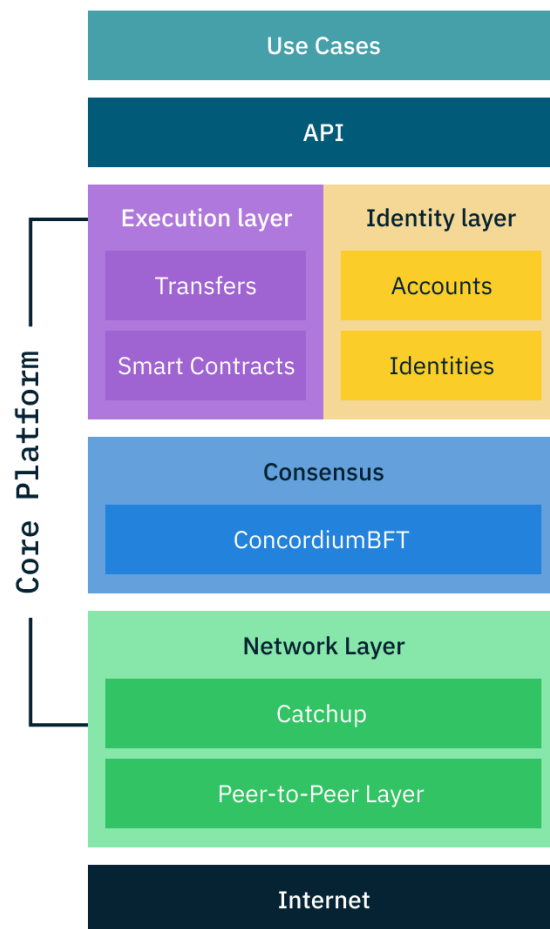 Use Cases
API
Execution layer
Transfers
Smart Contracts
Identity layer
Accounts
Identities
Core Platform
Consensus
ConcordiumBFT
Network Layer
Catchup
Peer-to-Peer Layer
Internet